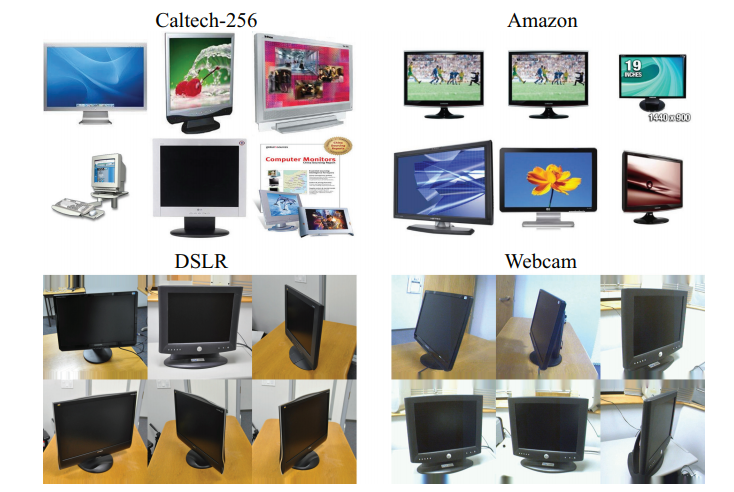 Caltech-256
Amazon
19
INCHES
1440 x 900
Computer Monitors
DSLR
Webcam